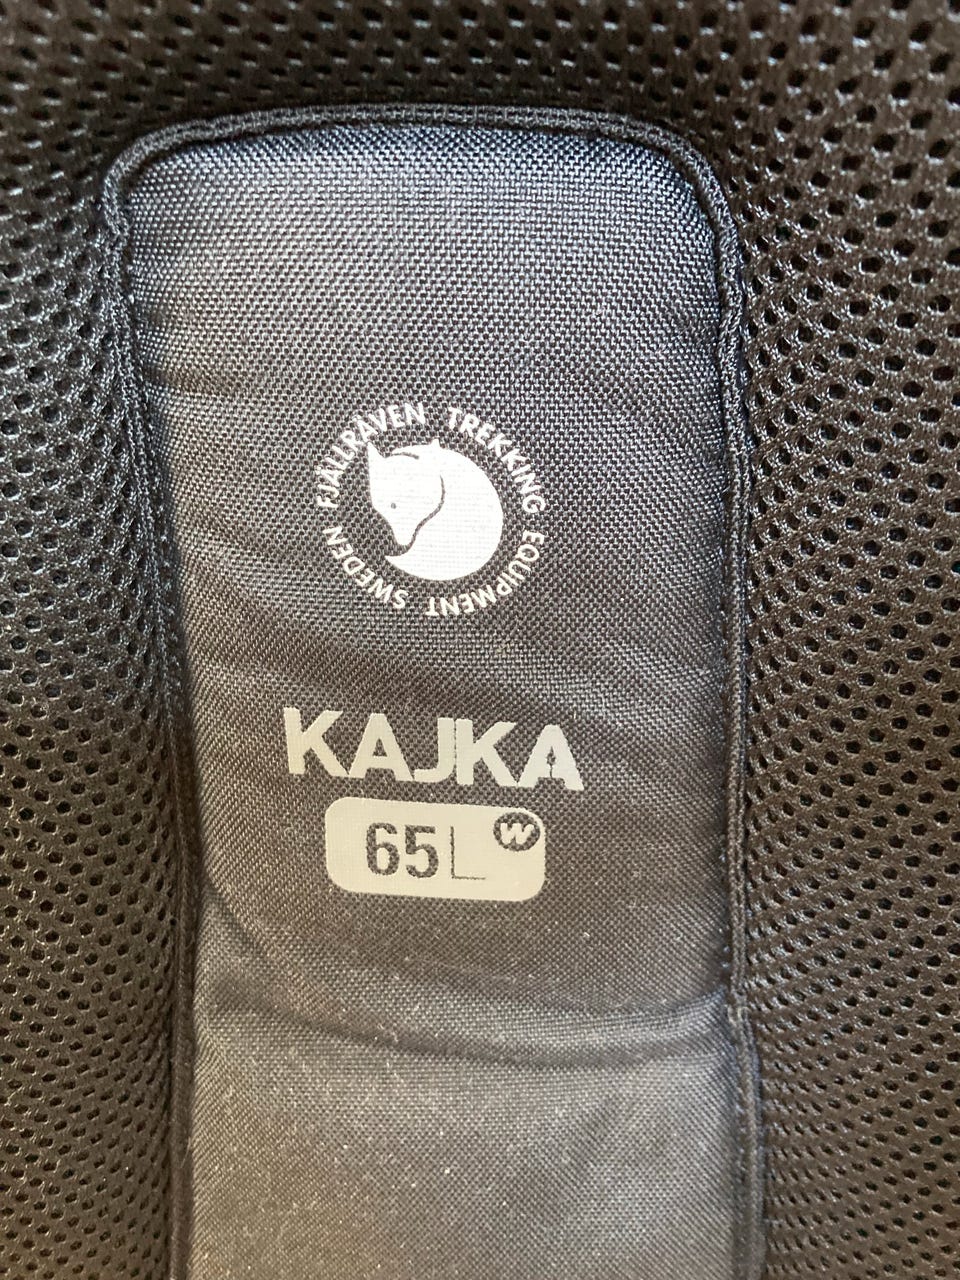 FJÄLLRÄVEN TREKKING EQUIPMENT SWEDEN
KAJKA
65L W